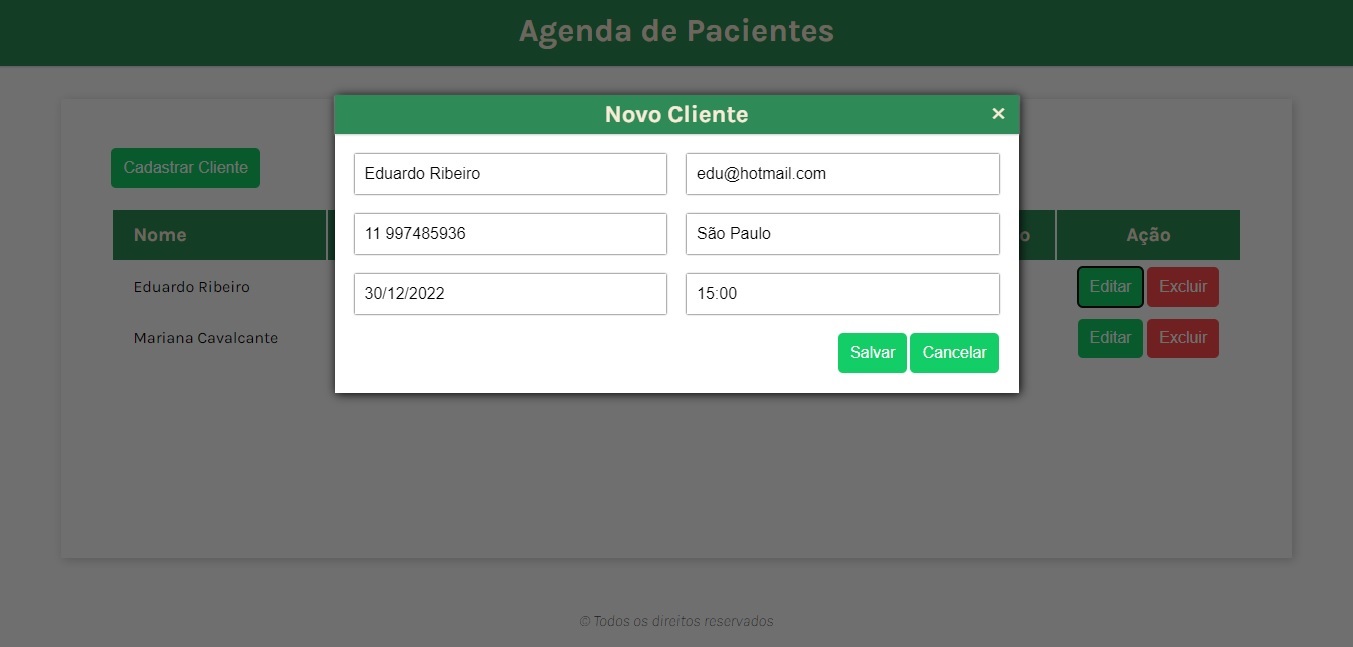 Agenda de Pacientes
Novo Cliente ×
Cadastrar Cliente
Eduardo Ribeiro edu@hotmail.com
11 997485936 São Paulo
30/12/2022 15:00
Salvar Cancelar
Nome Ação
Eduardo Ribeiro Editar Excluir
Mariana Cavalcante Editar Excluir
© Todos os direitos reservados